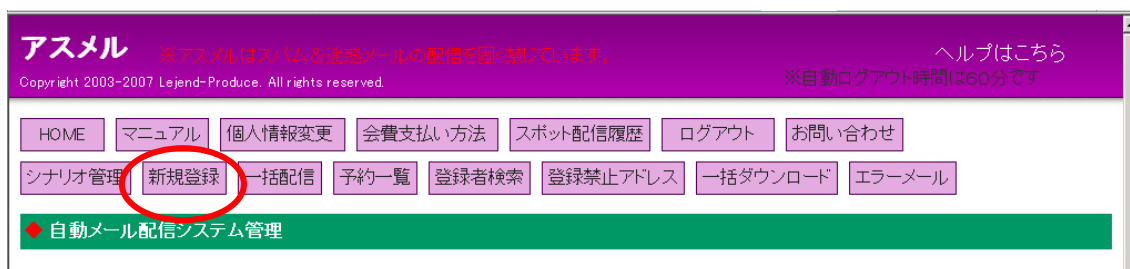 アスメル ※アスメルはスパム&迷惑メールの配信を固く禁じています。 ヘルプはこちら
Copyright 2003-2007 Lejend-Produce. All rights reserved. ※自動ログアウト時間は60分です
HOME マニュアル 個人情報変更 会費支払い方法 スポット配信履歴 ログアウト お問い合わせ
シナリオ管理 新規登録 一括配信 予約一覧 登録者検索 登録禁止アドレス 一括ダウンロード エラーメール
◆ 自動メール配信システム管理